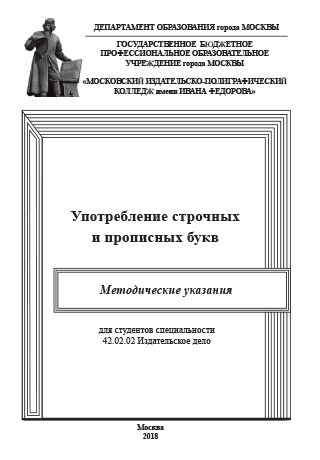 ДЕПАРТАМЕНТ ОБРАЗОВАНИЯ города МОСКВЫ
ГОСУДАРСТВЕННОЕ БЮДЖЕТНОЕ
ПРОФЕССИОНАЛЬНОЕ ОБРАЗОВАТЕЛЬНОЕ
УЧРЕЖДЕНИЕ города МОСКВЫ
«МОСКОВСКИЙ ИЗДАТЕЛЬСКО-ПОЛИГРАФИЧЕСКИЙ
КОЛЛЕДЖ имени ИВАНА ФЕДОРОВА»
Употребление строчных
и прописных букв
Методические указания
для студентов специальности
42.02.02 Издательское дело
Москва
2018